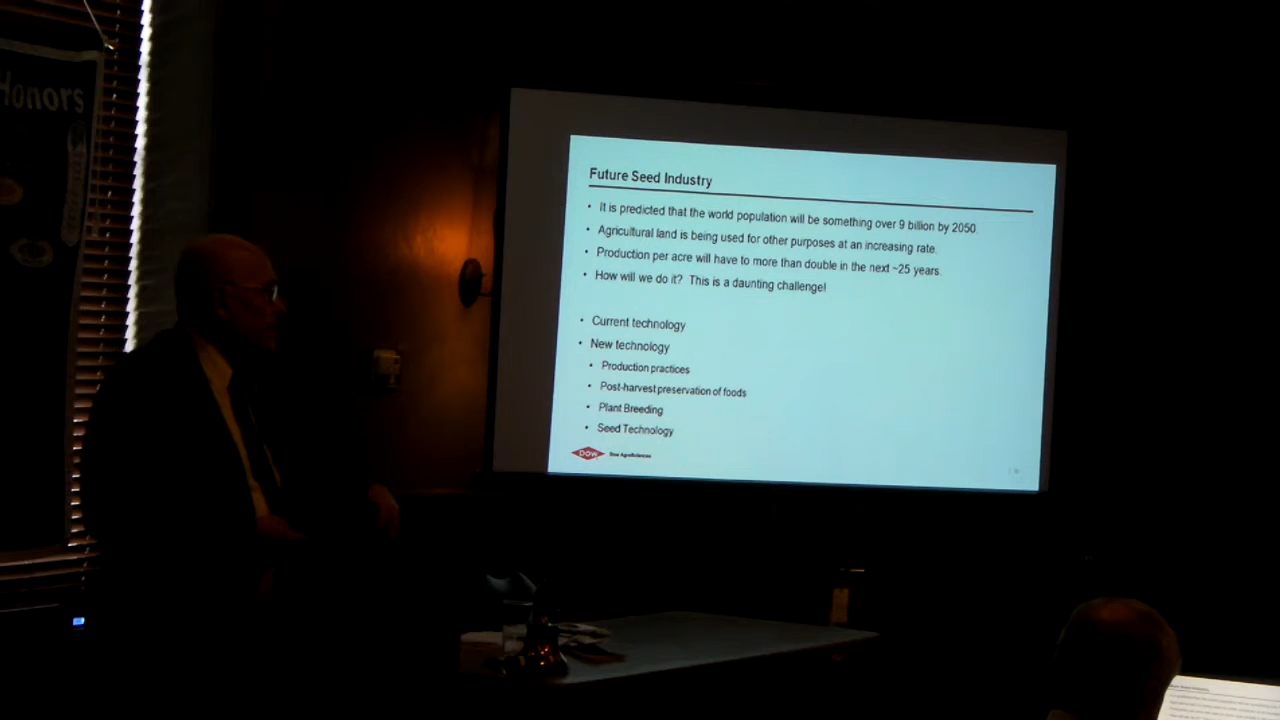 Honors
Future Seed Industry
• It is predicted that the world population will be something over 9 billion by 2050.
• Agricultural land is being used for other purposes at an increasing rate.
• Production per acre will have to more than double in the next ~25 years.
• How will we do it? This is a daunting challenge!
• Current technology
• New technology
• Production practices
• Post-harvest preservation of foods
• Plant Breeding
• Seed Technology
DOW Dow AgroSciences